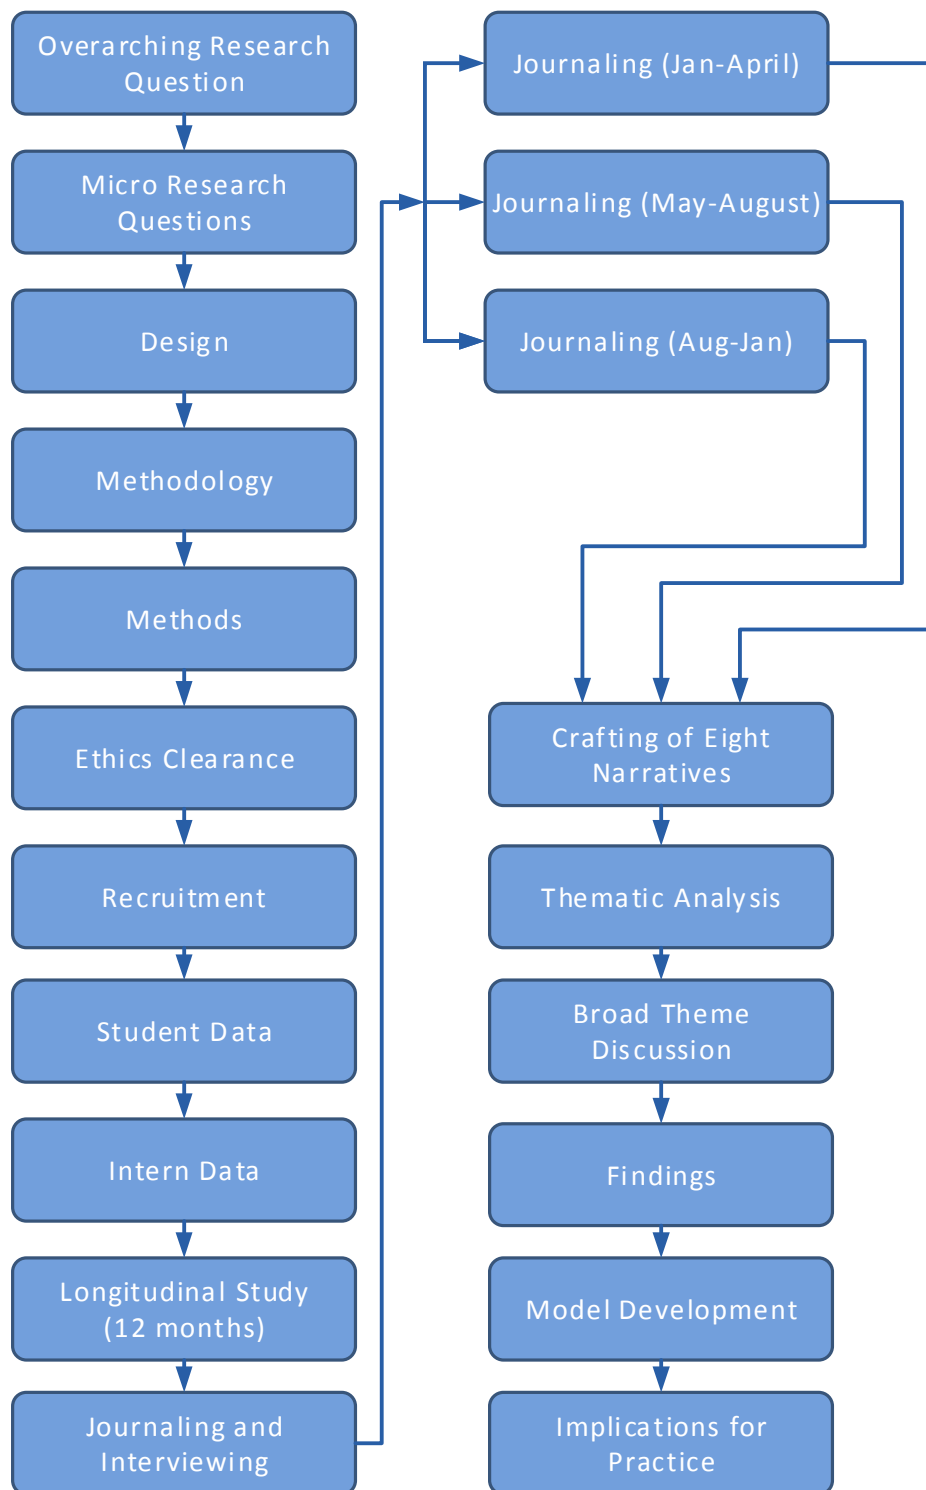 Overarching Research
Question
Micro Research
Questions
Design
Methodology
Methods
Ethics Clearance
Recruitment
Student Data
Intern Data
Longitudinal Study
(12 months)
Journaling and
Interviewing
Journaling (Jan-April)
Journaling (May-August)
Journaling (Aug-Jan)
Crafting of Eight
Narratives
Thematic Analysis
Broad Theme
Discussion
Findings
Model Development
Implications for
Practice